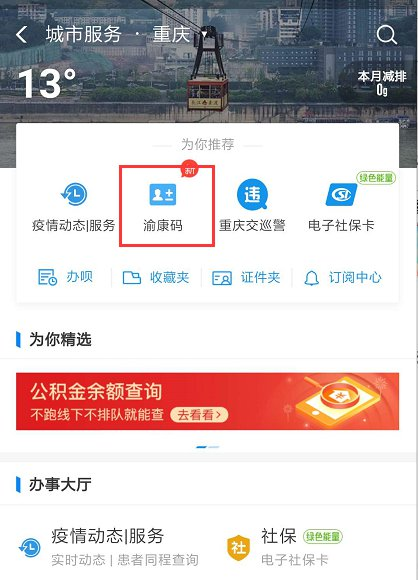 城市服务 · 重庆
13°
本月减排
0g
为你推荐
绿色能量
疫情动态|服务
渝康码
重庆交巡警
电子社保卡
办呗
收藏夹
证件夹
订阅中心
为你精选
公积金余额查询
不跑线下不排队就能查 去看看>
办事大厅
疫情动态|服务
实时动态 | 患者同程查询
社保 绿色能量
电子社保卡